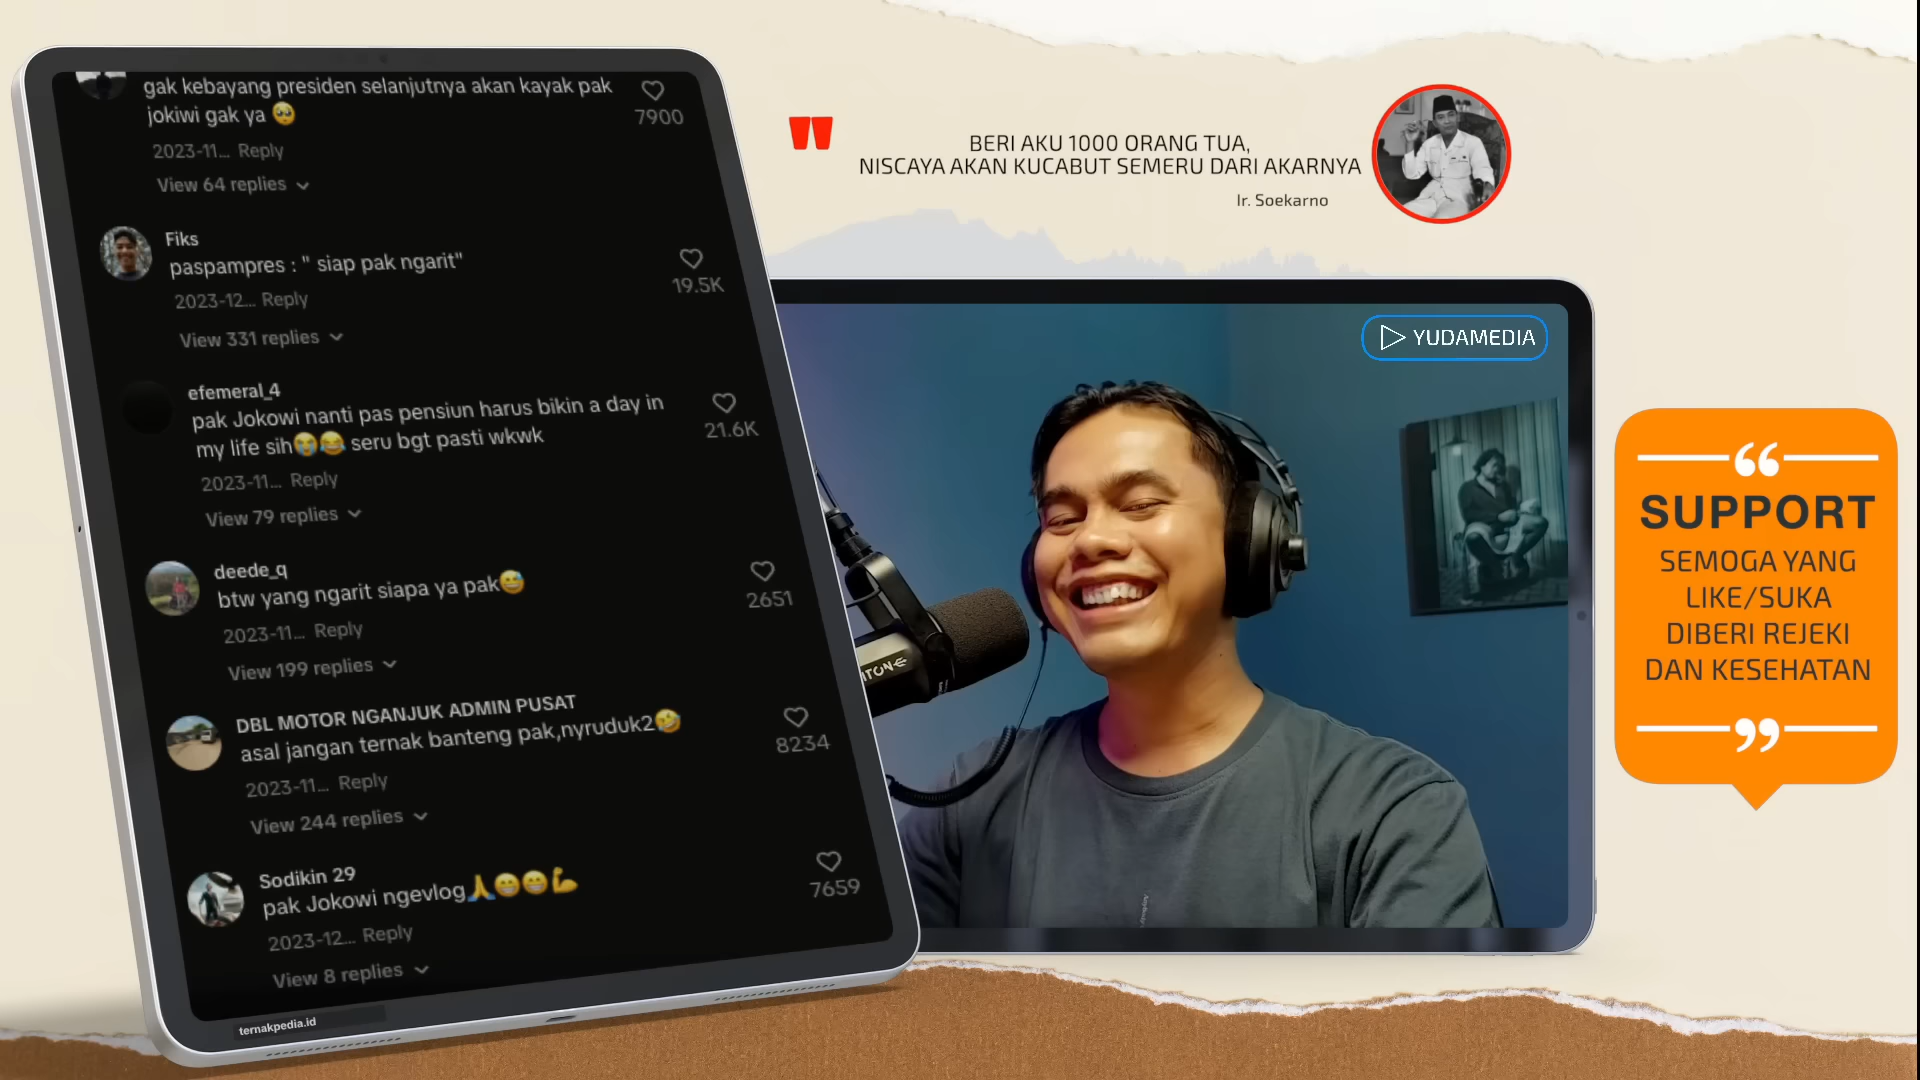 gak kebayang presiden selanjutnya akan kayak pak
jokiwi gak ya 🥺
7900
2023-11... Reply
View 64 replies
Fiks
paspampres : " siap pak ngarit"
19.5K
2023-12... Reply
View 331 replies
efemeral_4
pak Jokowi nanti pas pensiun harus bikin a day in
my life sih😭😂 seru bgt pasti wkwk
21.6K
2023-11... Reply
View 79 replies
deede_q
btw yang ngarit siapa ya pak😅
2651
2023-11... Reply
View 199 replies
DBL MOTOR NGANJUK ADMIN PUSAT
asal jangan ternak banteng pak,nyruduk2🤣
8234
2023-11... Reply
View 244 replies
Sodikin 29
pak Jokowi ngevlog🙏😁😁💪
7659
2023-12... Reply
View 8 replies
ternakpedia.id
"
BERI AKU 1000 ORANG TUA,
NISCAYA AKAN KUCABUT SEMERU DARI AKARNYA
Ir. Soekarno
YUDAMEDIA
“
SUPPORT
SEMOGA YANG
LIKE/SUKA
DIBERI REJEKI
DAN KESEHATAN
”